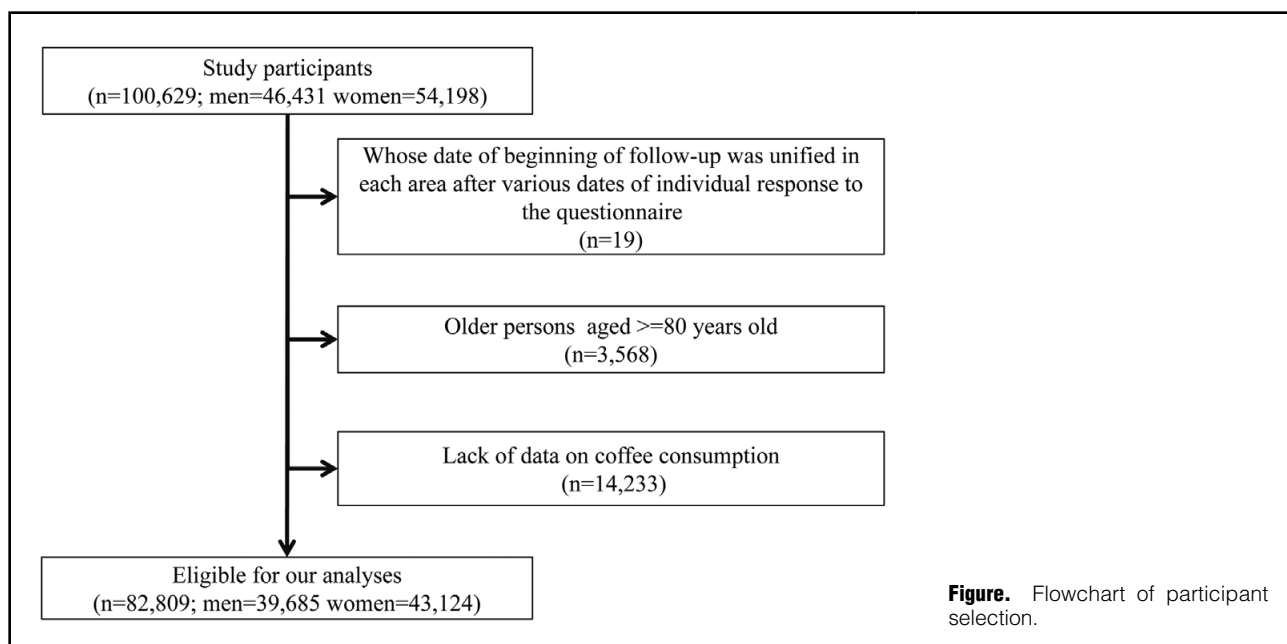 Study participants
(n=100,629; men=46,431 women=54,198)
Whose date of beginning of follow-up was unified in
each area after various dates of individual response to
the questionnaire
(n=19)
Older persons aged >=80 years old
(n=3,568)
Lack of data on coffee consumption
(n=14,233)
Eligible for our analyses
(n=82,809; men=39,685 women=43,124)
Figure. Flowchart of participant
selection.